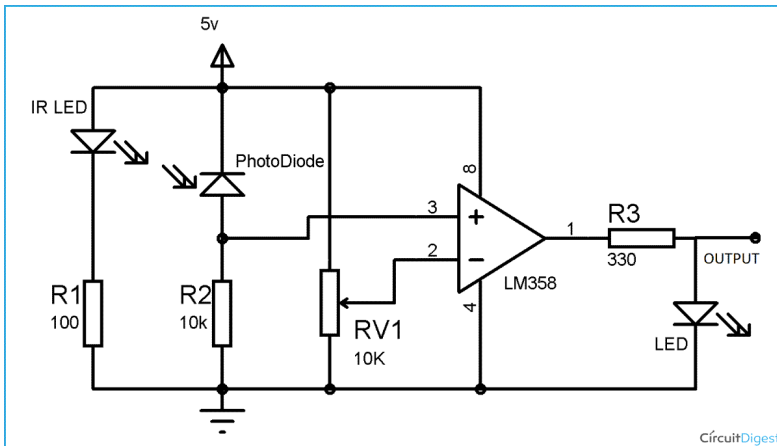 5v
IR LED
PhotoDiode
8
3
2
1
R3
330
OUTPUT
LM358
4
R1
100
R2
10k
RV1
10K
LED
CírcuitDigest